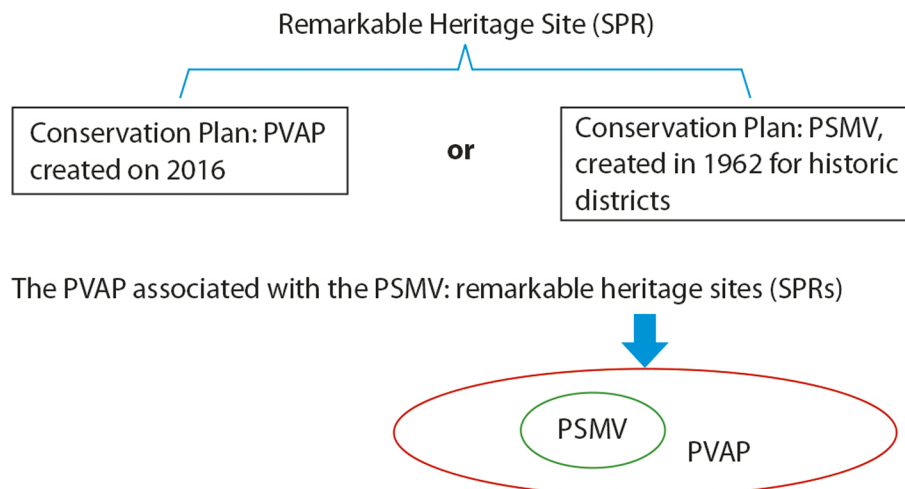 Remarkable Heritage Site (SPR)
Conservation Plan: PVAP
created on 2016
or
Conservation Plan: PSMV,
created in 1962 for historic
districts
The PVAP associated with the PSMV: remarkable heritage sites (SPRs)
PSMV
PVAP